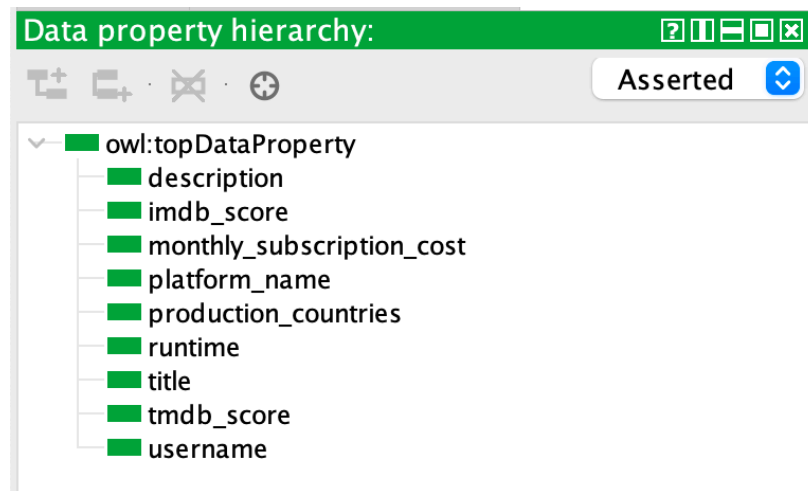 Data property hierarchy:
Asserted
owl:topDataProperty
description
imdb_score
monthly_subscription_cost
platform_name
production_countries
runtime
title
tmdb_score
username